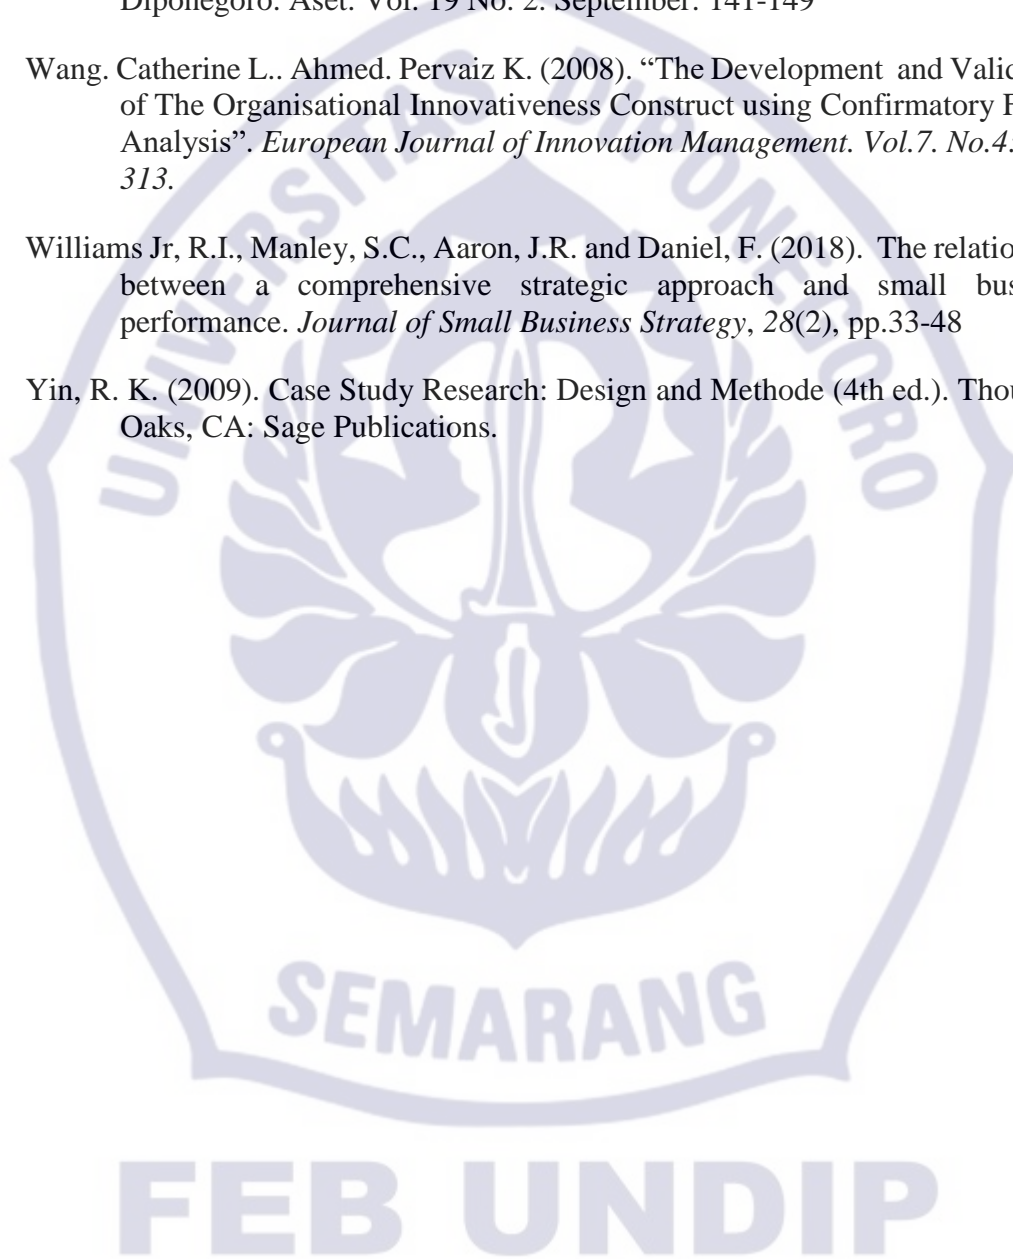 Diponegoro. Aset. Vol. 19 No. 2. September. 141-149
Wang. Catherine L.. Ahmed. Pervaiz K. (2008). “The Development and Valid
of The Organisational Innovativeness Construct using Confirmatory F
Analysis”. European Journal of Innovation Management. Vol.7. No.4:
313.
Williams Jr, R.I., Manley, S.C., Aaron, J.R. and Daniel, F. (2018). The relatio
between a comprehensive strategic approach and small bus
performance. Journal of Small Business Strategy, 28(2), pp.33-48
Yin, R. K. (2009). Case Study Research: Design and Methode (4th ed.). Thou
Oaks, CA: Sage Publications.
UNIVERSITAS DIPONEGORO
SEMARANG
FEB UNDIP